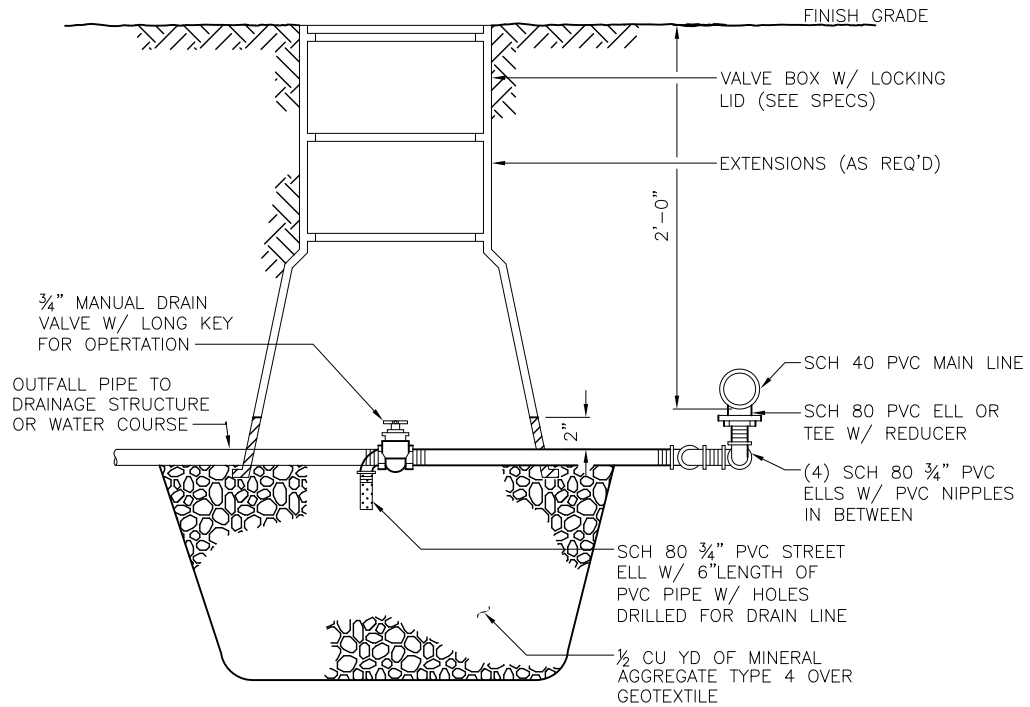 FINISH GRADE
VALVE BOX W/ LOCKING
LID (SEE SPECS)
EXTENSIONS (AS REQ'D)
2'-0"
¾" MANUAL DRAIN
VALVE W/ LONG KEY
FOR OPERTATION
OUTFALL PIPE TO
DRAINAGE STRUCTURE
OR WATER COURSE
2"
SCH 40 PVC MAIN LINE
SCH 80 PVC ELL OR
TEE W/ REDUCER
(4) SCH 80 ¾" PVC
ELLS W/ PVC NIPPLES
IN BETWEEN
SCH 80 ¾" PVC STREET
ELL W/ 6"LENGTH OF
PVC PIPE W/ HOLES
DRILLED FOR DRAIN LINE
½ CU YD OF MINERAL
AGGREGATE TYPE 4 OVER
GEOTEXTILE